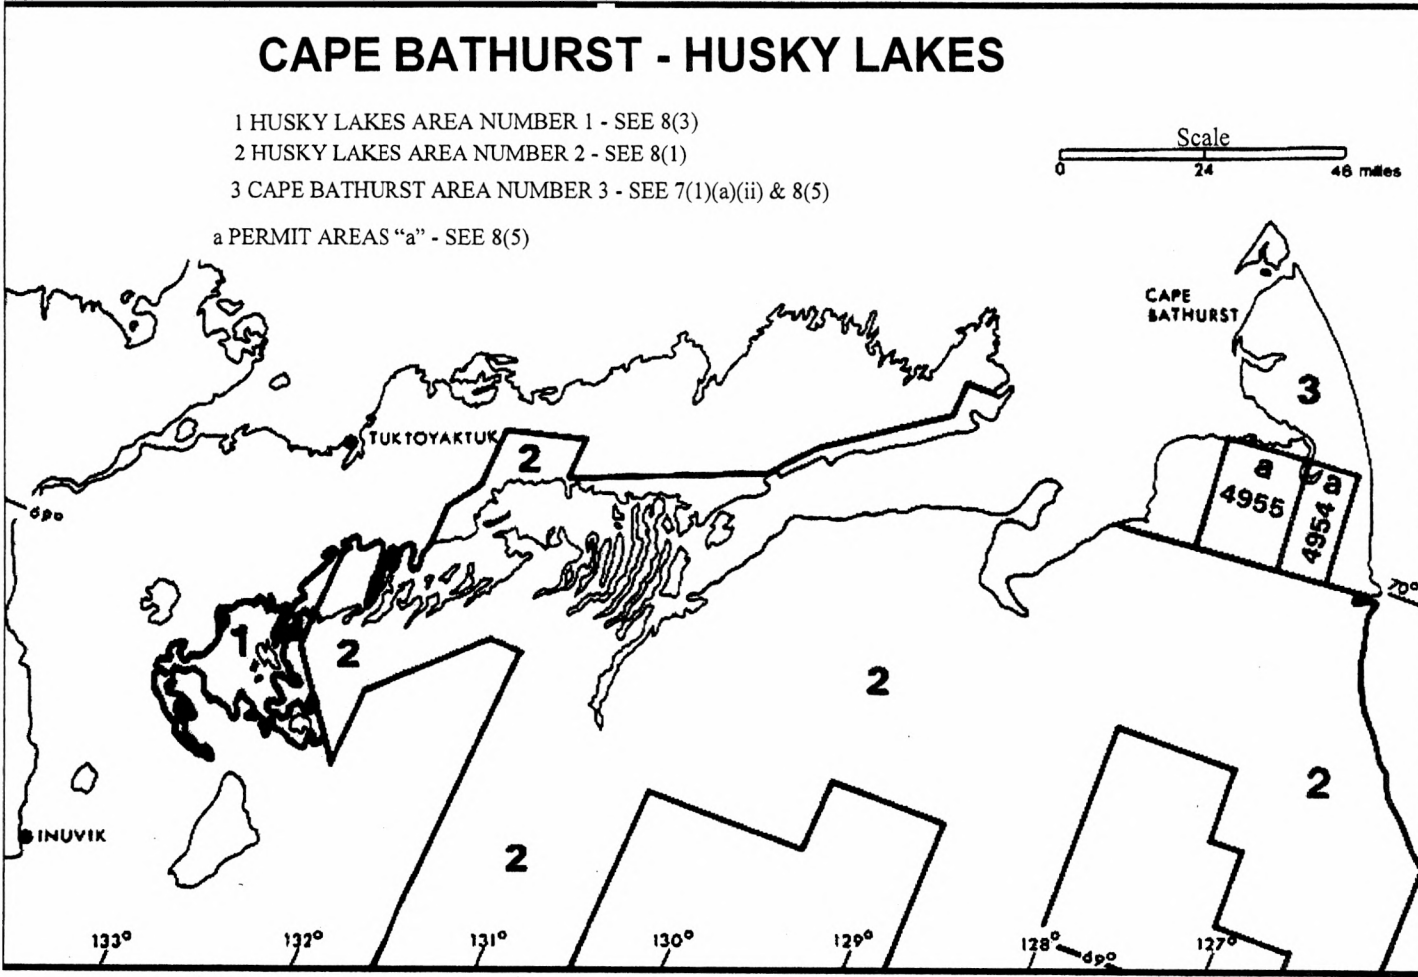 CAPE BATHURST - HUSKY LAKES
1 HUSKY LAKES AREA NUMBER 1 - SEE 8(3)
2 HUSKY LAKES AREA NUMBER 2 - SEE 8(1)
3 CAPE BATHURST AREA NUMBER 3 - SEE 7(1)(a)(ii) & 8(5)
a PERMIT AREAS “a” - SEE 8(5)
Scale
0 24 48 miles
CAPE
BATHURST
3
TUKTOYAKTUK
2
a
4955
a
4954
69°
70°
1
2
2
2
INUVIK
2
133° 132° 131° 130° 129° 128° 127°
69°